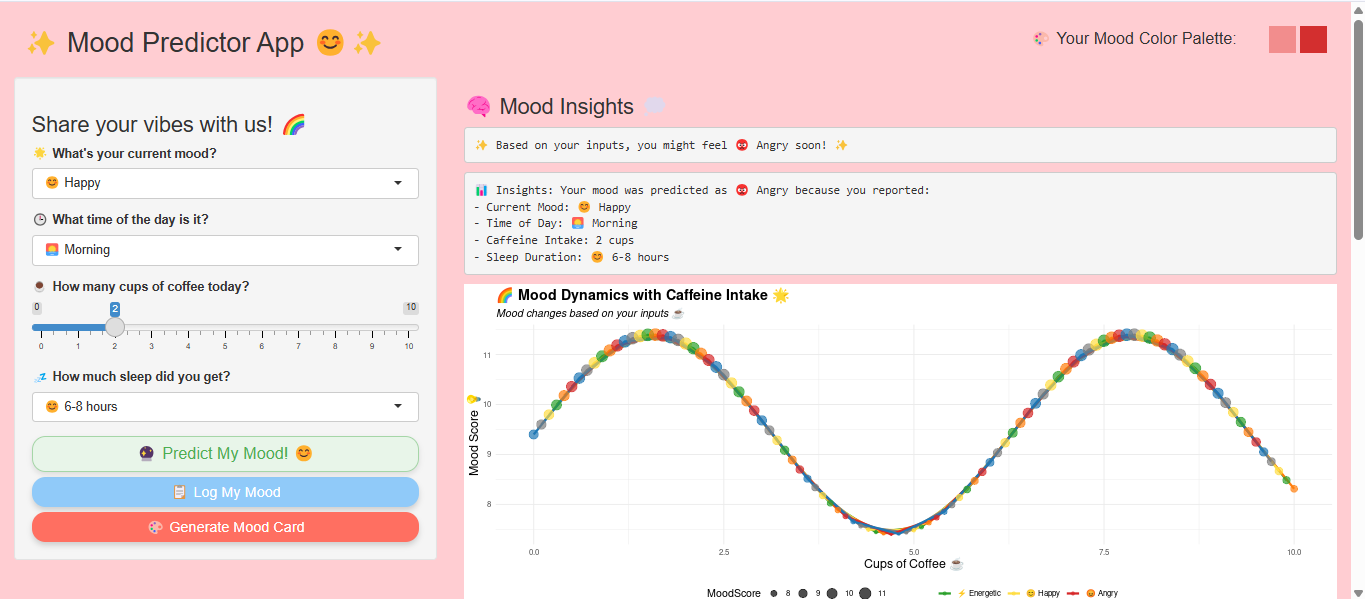 ✨ Mood Predictor App 😊 ✨
🎨 Your Mood Color Palette:
Share your vibes with us! 🌈
🌟 What's your current mood?
😊 Happy
🕒 What time of the day is it?
🌅 Morning
☕ How many cups of coffee today?
0 2 10
0 1 2 3 4 5 6 7 8 9 10
💤 How much sleep did you get?
😊 6-8 hours
🔮 Predict My Mood! 😊
📋 Log My Mood
🎨 Generate Mood Card
🧠 Mood Insights 💭
✨ Based on your inputs, you might feel 😡 Angry soon! ✨
📊 Insights: Your mood was predicted as 😡 Angry because you reported:
- Current Mood: 😊 Happy
- Time of Day: 🌅 Morning
- Caffeine Intake: 2 cups
- Sleep Duration: 😊 6-8 hours
🌈 Mood Dynamics with Caffeine Intake 🌟
Mood changes based on your inputs ☕
Mood Score 💡
11
10
9
8
0.0 2.5 5.0 7.5 10.0
Cups of Coffee ☕
MoodScore 8 9 10 11 ⚡ Energetic 😊 Happy 😡 Angry